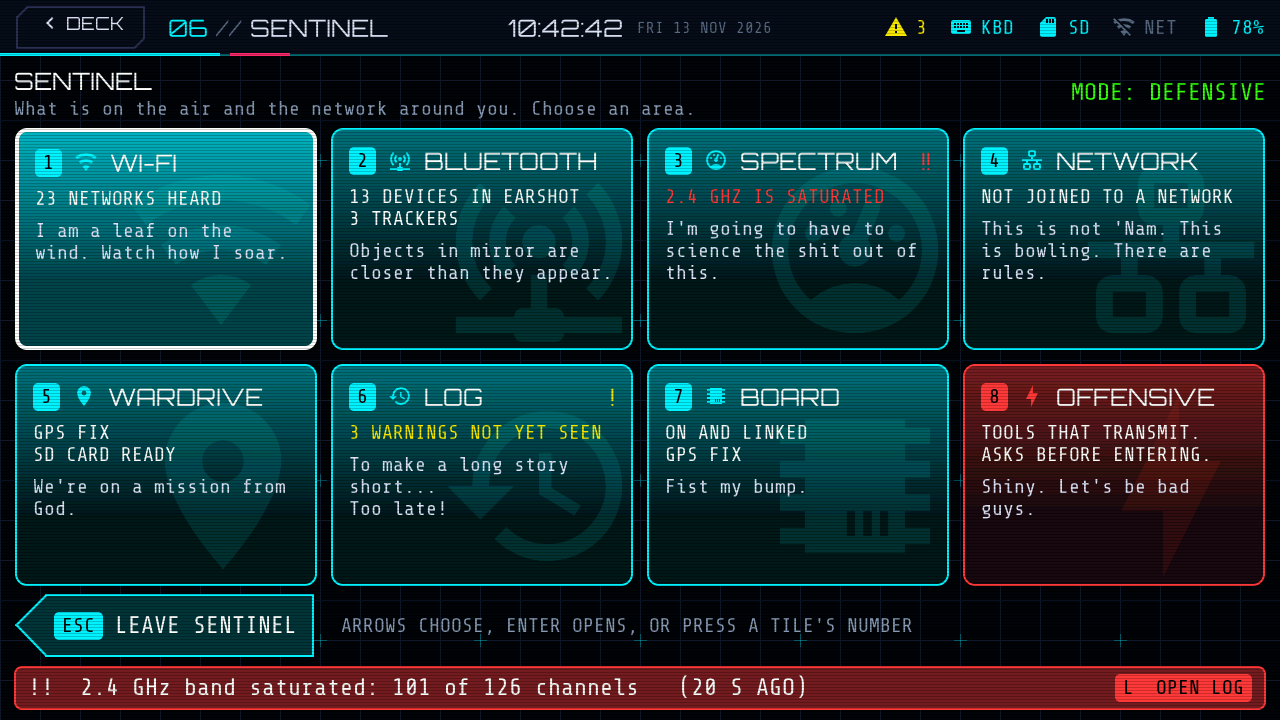 DECK
06 // SENTINEL
10:42:42 FRI 13 NOV 2026
3 KBD SD NET 78%
SENTINEL
What is on the air and the network around you. Choose an area.
MODE: DEFENSIVE
1 WI-FI
23 NETWORKS HEARD
I am a leaf on the
wind. Watch how I soar.
2 BLUETOOTH
13 DEVICES IN EARSHOT
3 TRACKERS
Objects in mirror are
closer than they appear.
3 SPECTRUM !!
2.4 GHZ IS SATURATED
I'm going to have to
science the shit out of
this.
4 NETWORK
NOT JOINED TO A NETWORK
This is not 'Nam. This
is bowling. There are
rules.
5 WARDRIVE
GPS FIX
SD CARD READY
We're on a mission from
God.
6 LOG !
3 WARNINGS NOT YET SEEN
To make a long story
short...
Too late!
7 BOARD
ON AND LINKED
GPS FIX
Fist my bump.
8 OFFENSIVE
TOOLS THAT TRANSMIT.
ASKS BEFORE ENTERING.
Shiny. Let's be bad
guys.
ESC LEAVE SENTINEL
ARROWS CHOOSE, ENTER OPENS, OR PRESS A TILE'S NUMBER
!! 2.4 GHz band saturated: 101 of 126 channels (20 S AGO)
L OPEN LOG